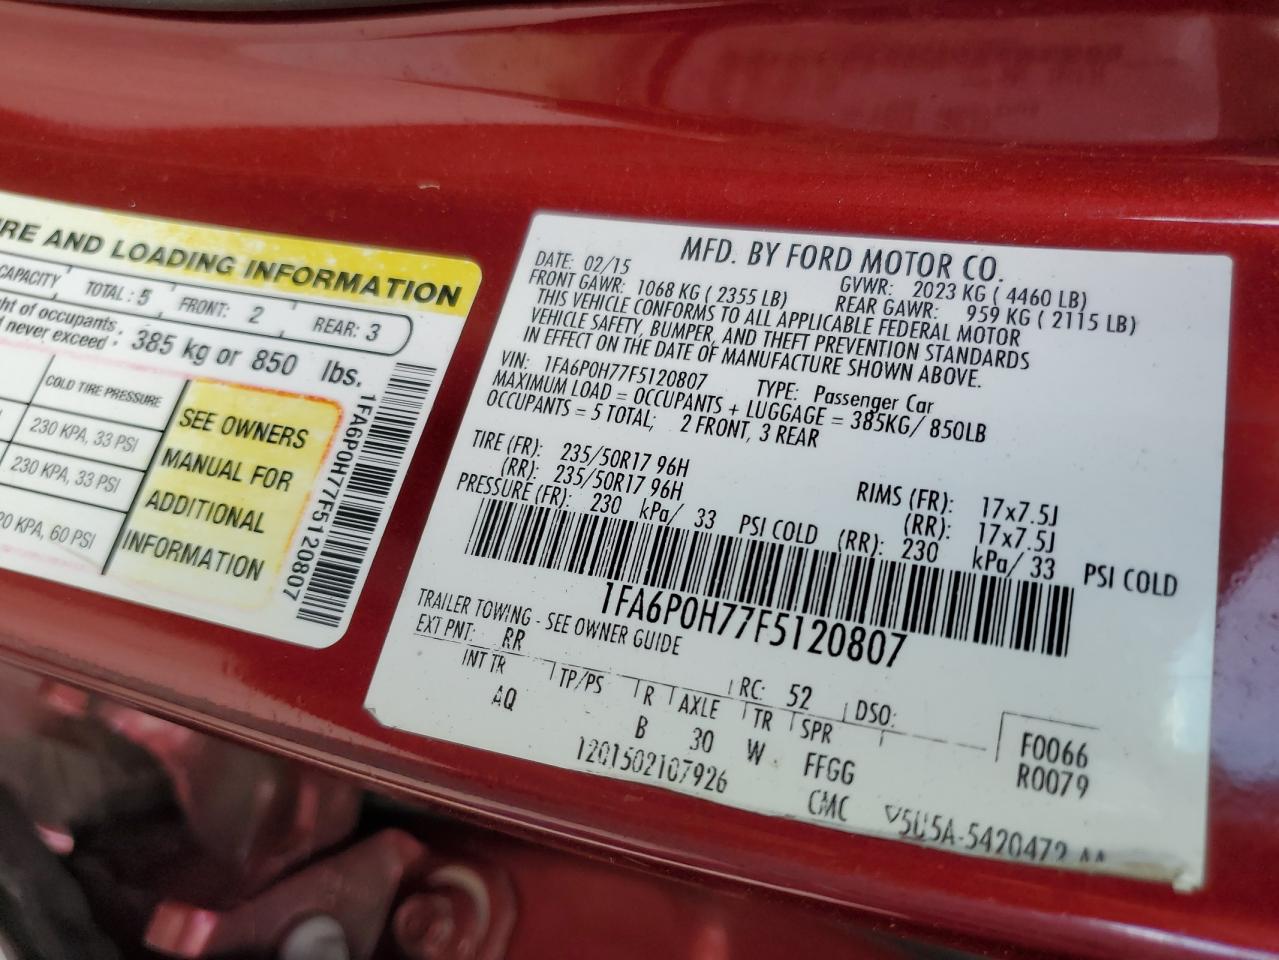 RE AND LOADING INFORMATION
CAPACITY TOTAL: 5 FRONT: 2 REAR: 3
ht of occupants
never exceed : 385 kg or 850 lbs.
COLD TIRE PRESSURE
230 KPA, 33 PSI
230 KPA, 33 PSI
KPA, 60 PSI
SEE OWNERS
MANUAL FOR
ADDITIONAL
INFORMATION
1FA6P0H77F5120807
MFD. BY FORD MOTOR CO.
DATE: 02/15 GVWR: 2023 KG ( 4460 LB)
FRONT GAWR: 1068 KG ( 2355 LB) REAR GAWR: 959 KG ( 2115 LB)
THIS VEHICLE CONFORMS TO ALL APPLICABLE FEDERAL MOTOR
VEHICLE SAFETY, BUMPER, AND THEFT PREVENTION STANDARDS
IN EFFECT ON THE DATE OF MANUFACTURE SHOWN ABOVE.
VIN: 1FA6P0H77F5120807 TYPE: Passenger Car
MAXIMUM LOAD = OCCUPANTS + LUGGAGE = 385KG/ 850LB
OCCUPANTS = 5 TOTAL; 2 FRONT, 3 REAR
TIRE (FR): 235/50R17 96H RIMS (FR): 17x7.5J
(RR): 235/50R17 96H (RR): 17x7.5J
PRESSURE (FR): 230 kPa/ 33 PSI COLD (RR): 230 kPa/ 33 PSI COLD
1FA6P0H77F5120807
TRAILER TOWING - SEE OWNER GUIDE
EXT PNT: RR RC: 52 DSO:
INT TR TP/PS R AXLE TR SPR F0066
AQ B 30 W FFGG R0079
1201502107926 CMC